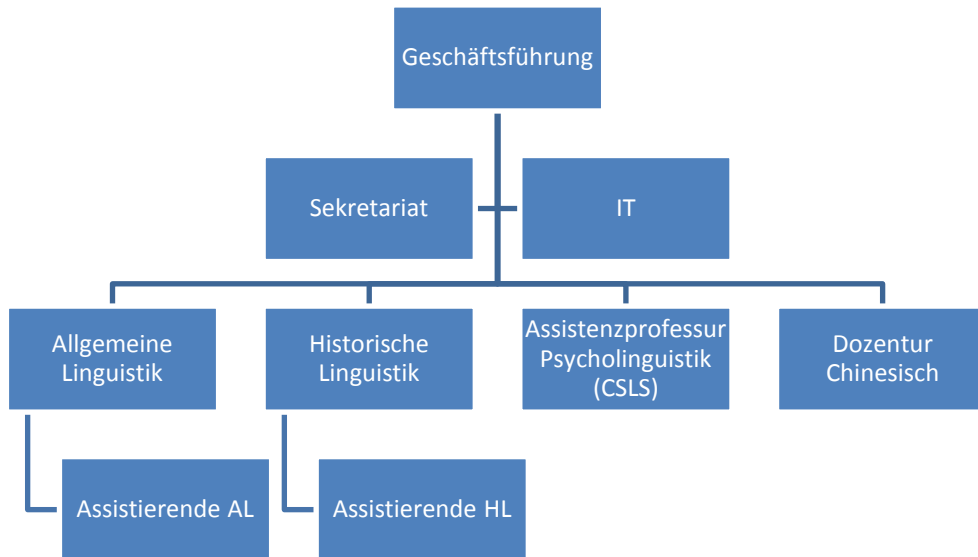 Geschäftsführung
Sekretariat
IT
Allgemeine
Linguistik
Historische
Linguistik
Assistenzprofessur
Psycholinguistik
(CSLS)
Dozentur
Chinesisch
Assistierende AL
Assistierende HL